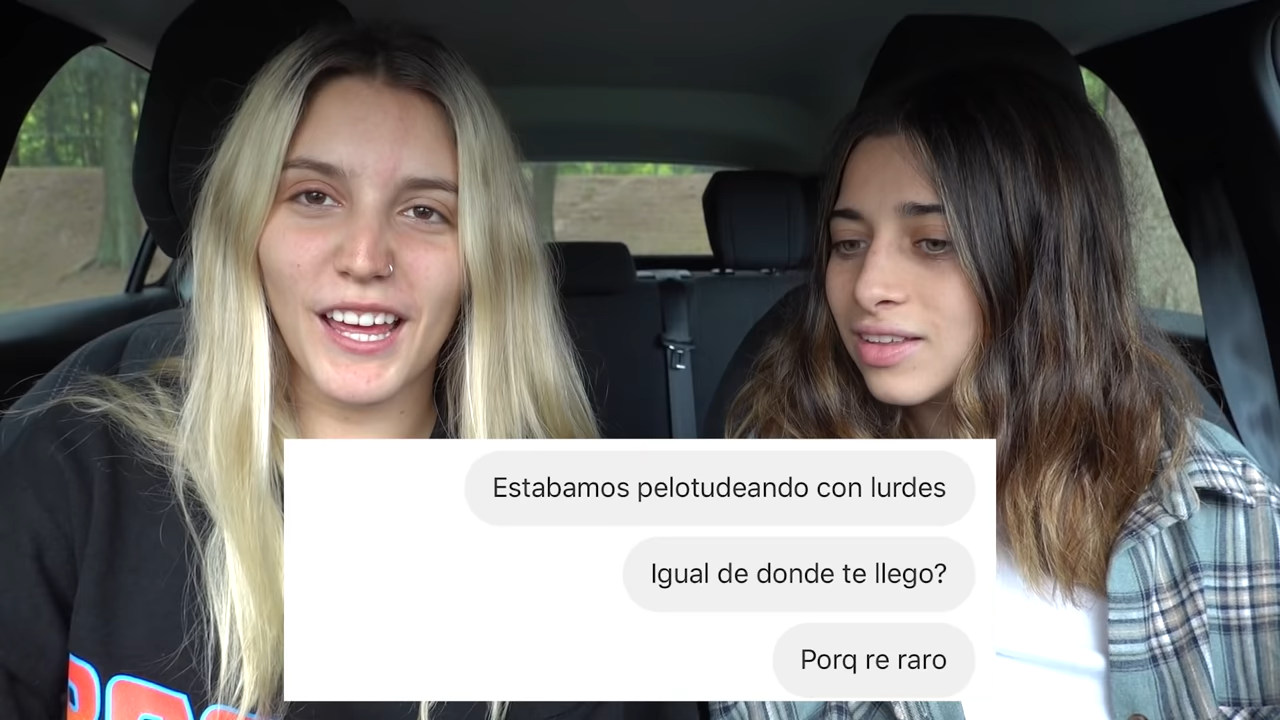 Estabamos pelotudeando con lurdes
Igual de donde te llego?
Porq re raro